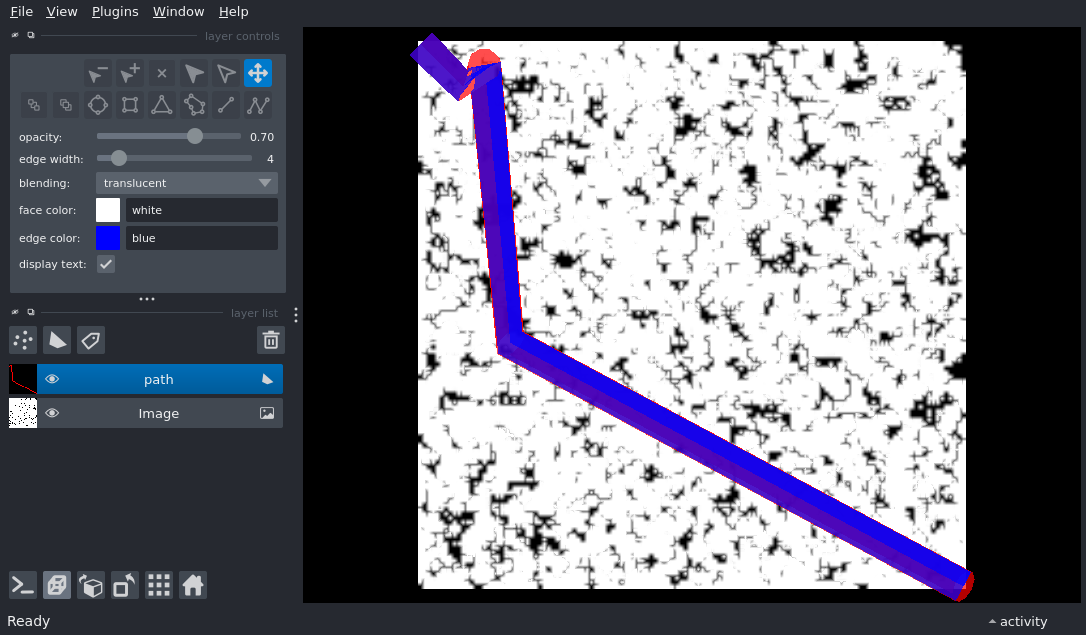 File View Plugins Window Help
layer controls
opacity: 0.70
edge width: 4
blending: translucent
face color: white
edge color: blue
display text:
layer list
path
Image
Ready
activity